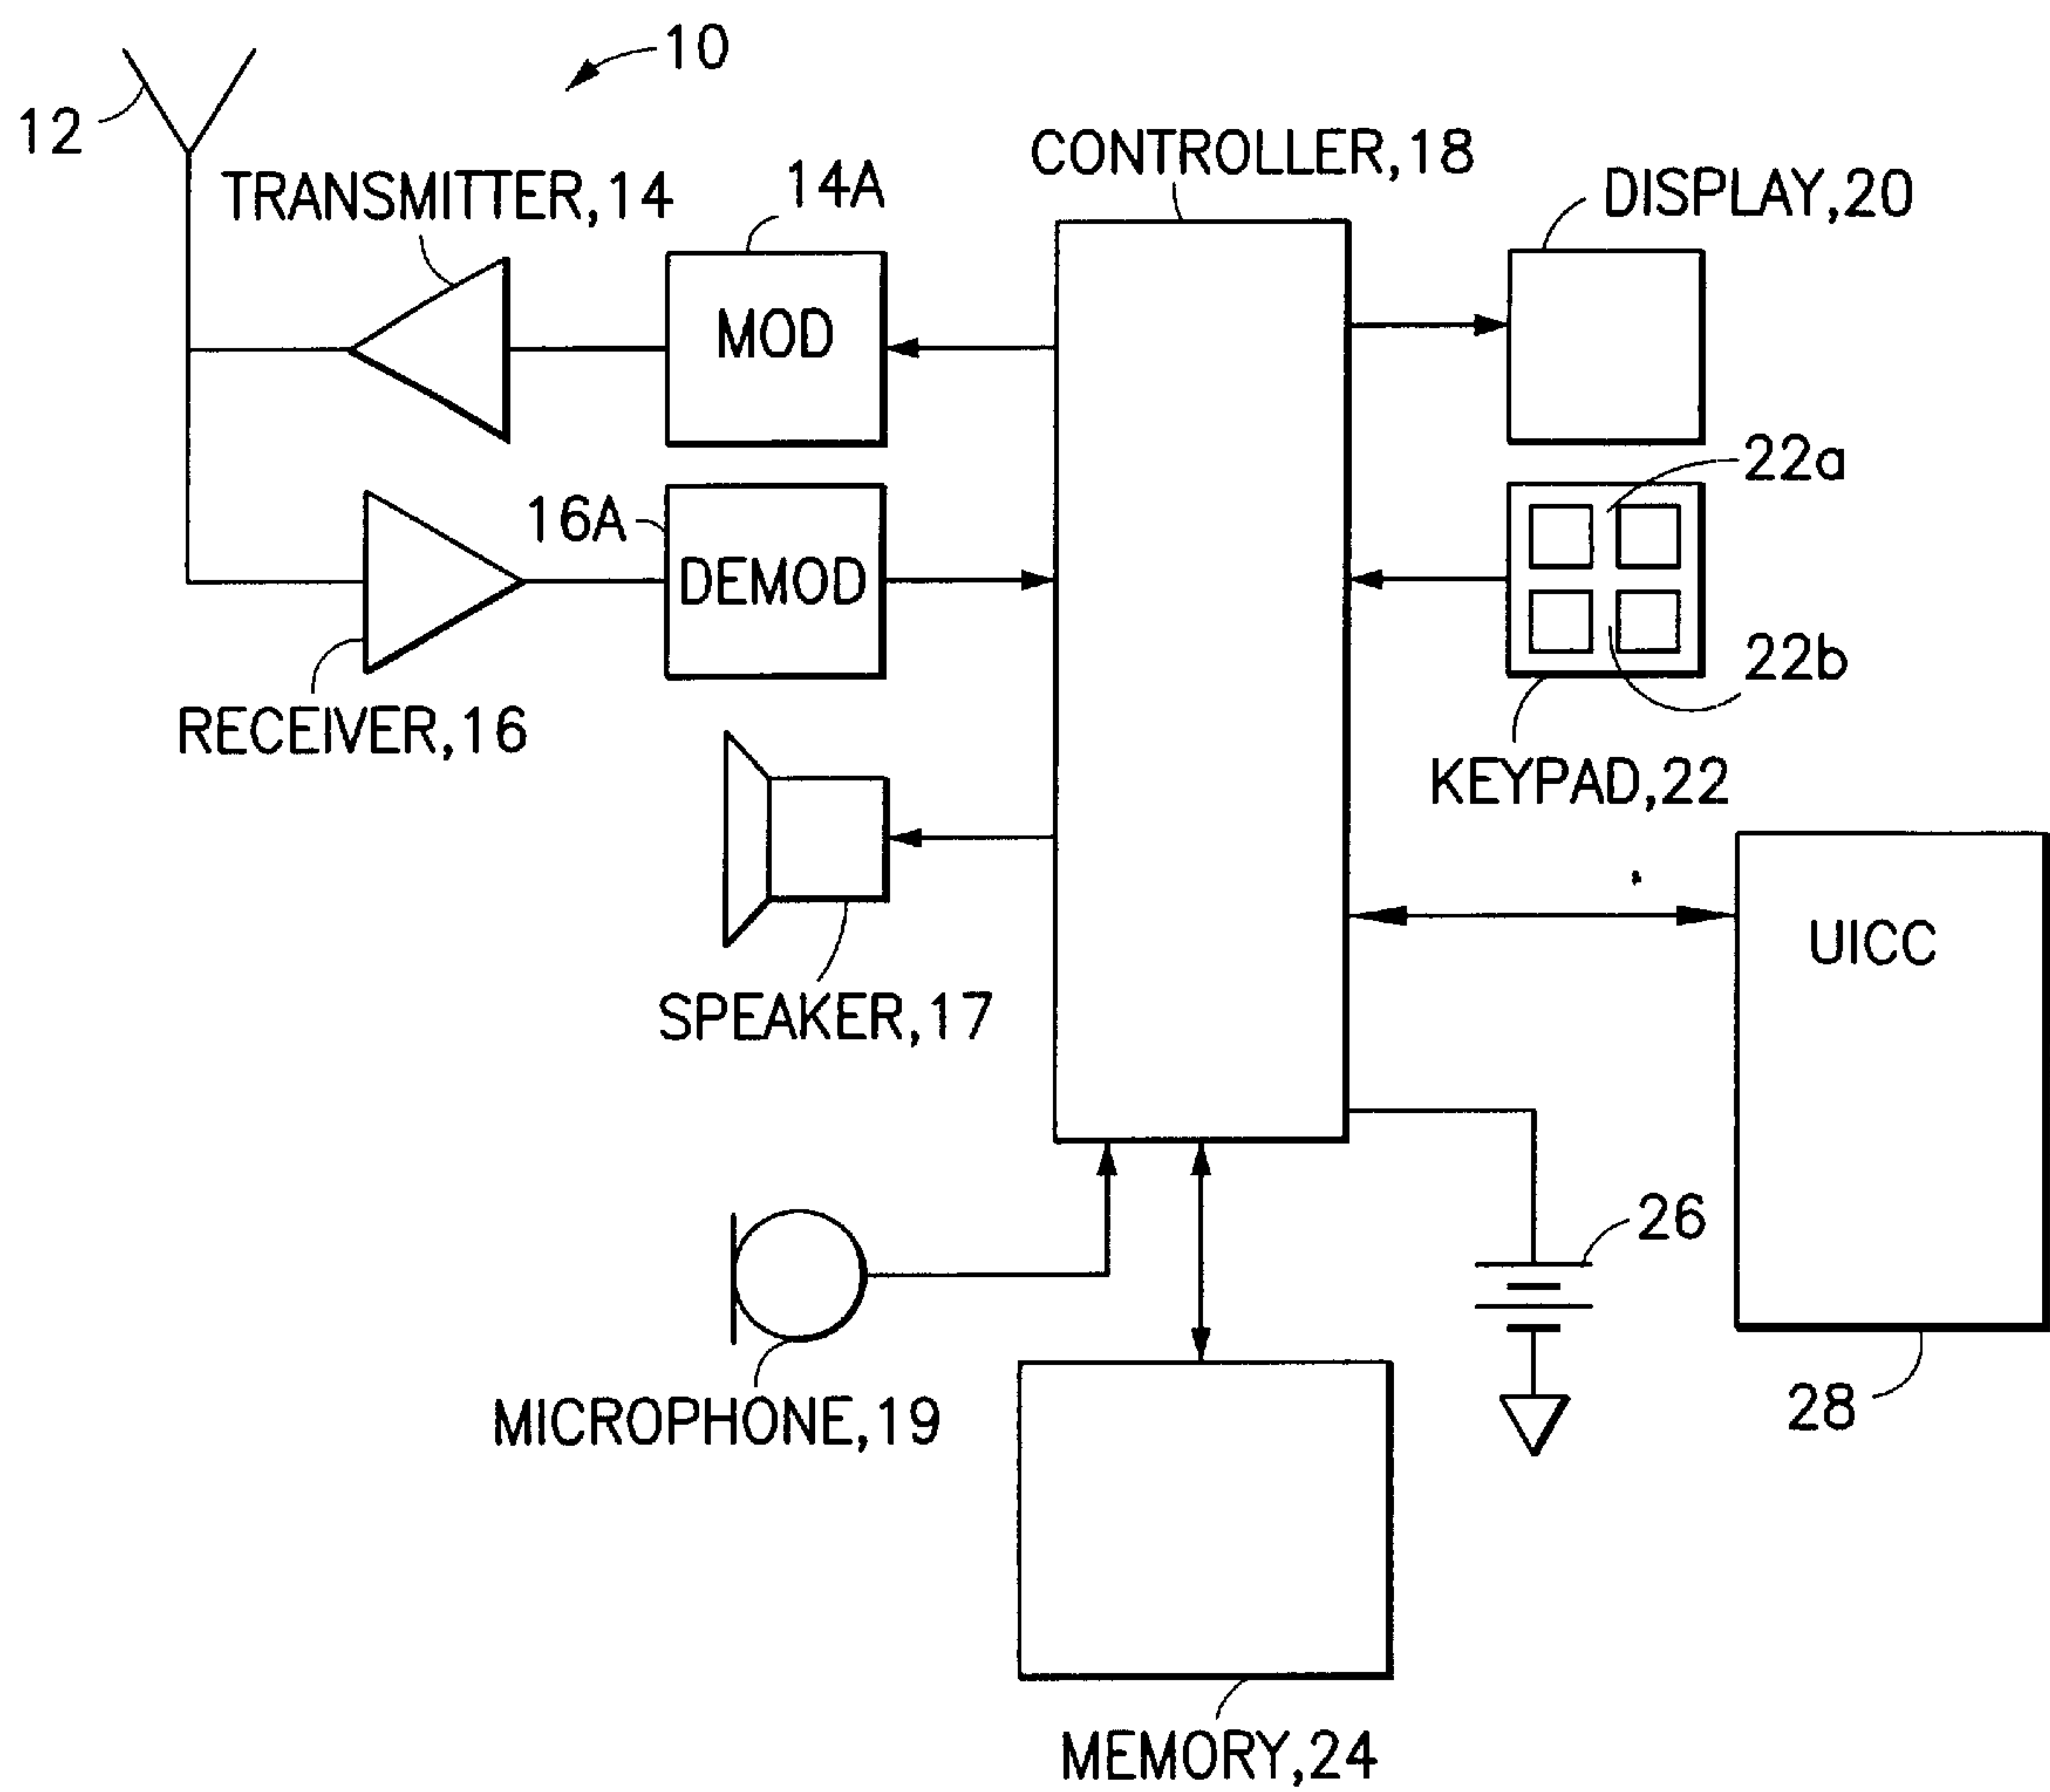 10
12
CONTROLLER,18
TRANSMITTER,14
14A
DISPLAY,20
MOD
22a
16A
DEMOD
22b
RECEIVER,16
KEYPAD,22
UICC
SPEAKER,17
26
28
MICROPHONE,19
MEMORY,24